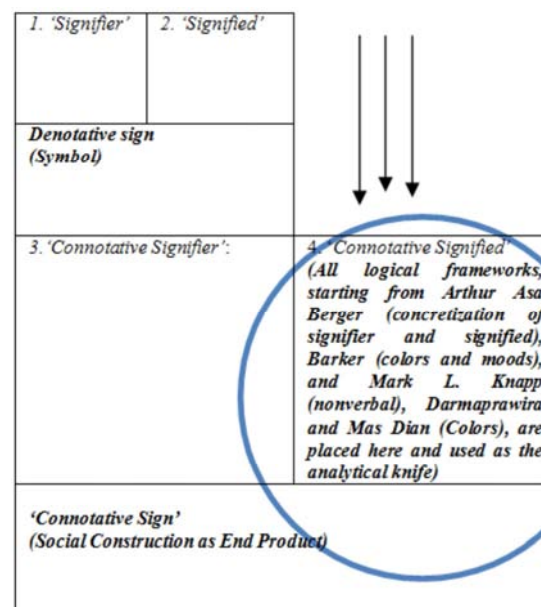 1. ‘Signifier’
2. ‘Signified’
Denotative sign
(Symbol)
3. ‘Connotative Signifier’:
4. ‘Connotative Signified’
(All logical frameworks,
starting from Arthur Asa
Berger (concretization of
signifier and signified),
Barker (colors and moods),
and Mark L. Knapp
(nonverbal), Darmaprawira
and Mas Dian (Colors), are
placed here and used as the
analytical knife)
‘Connotative Sign’
(Social Construction as End Product)